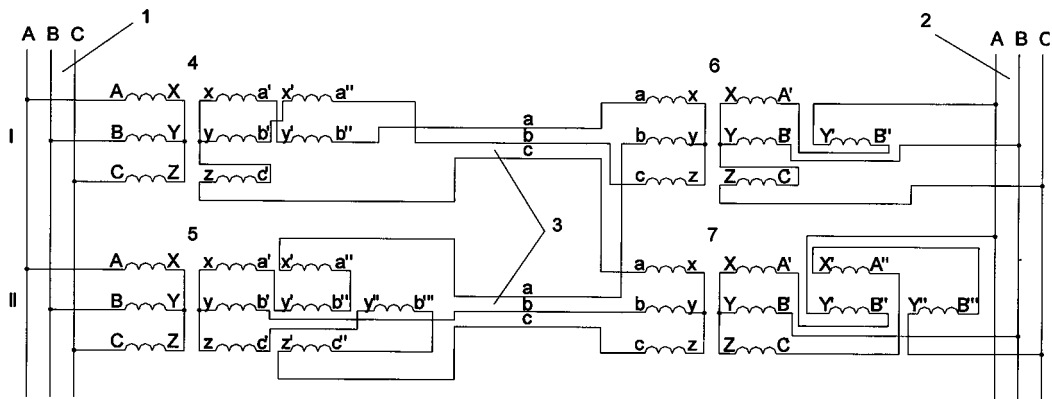 1
2
A B C
A B C
4
6
A X x a' x' a"
a x X A'
a
I
B Y y b' y' b"
b
b y Y B' Y' B"
c
C Z z c'
c z Z C
3
5
7
A X x a' x' a"
a x X A' X' A"
a
II
B Y y b' y' b" y" b'"
b
b y Y B' Y' B" Y" B"'
c
C Z z c' z' c"
c z Z C